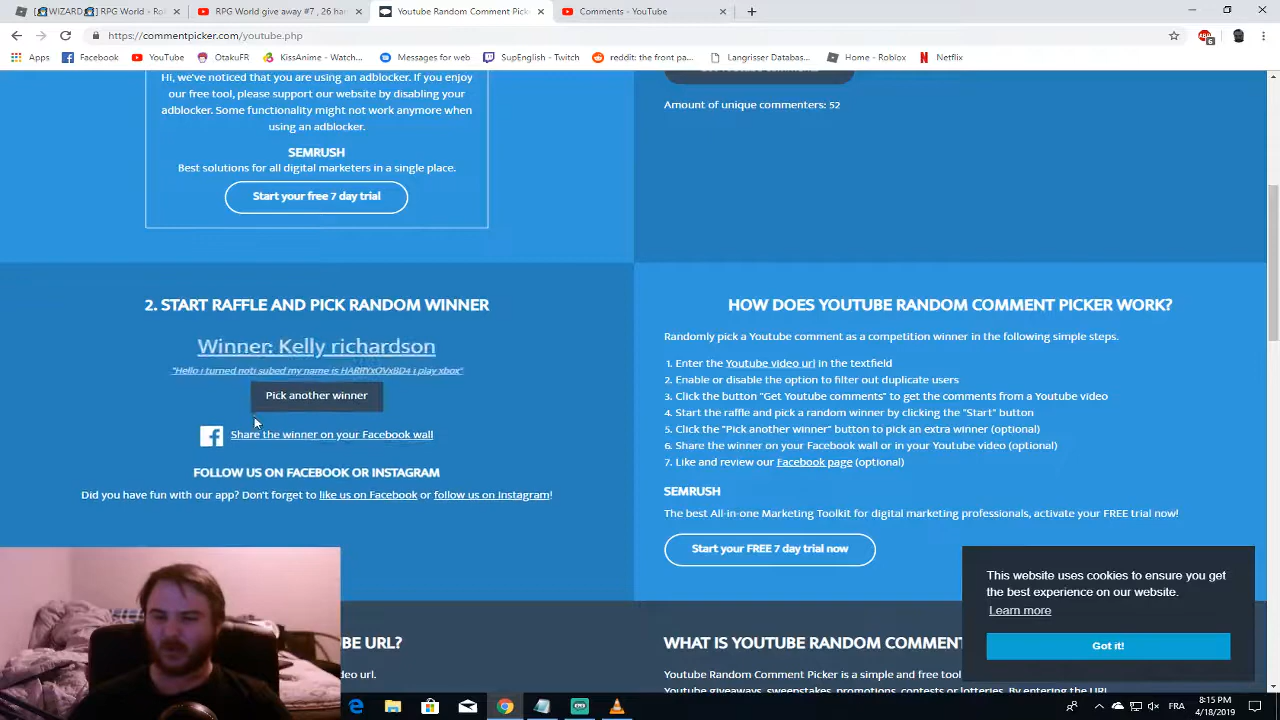 WIZARD
RPG World - 
RPG World Give away #7, 26 har
Youtube Random Comment Pick
Comments - YouTube
https://commentpicker.com/youtube.php
Apps
Facebook
YouTube
OtakuFR
KissAnime - Watch...
Messages for web
SupEnglish - Twitch
reddit: the front pa...
Langrisser Databas...
Home - Roblox
Netflix
Hi, we've noticed that you are using an adblocker. If you enjoy
our free tool, please support our website by disabling your
adblocker. Some functionality might not work anymore when
using an adblocker.
SEMRUSH
Best solutions for all digital marketers in a single place.
Start your free 7 day trial
Amount of unique commenters: 52
2. START RAFFLE AND PICK RANDOM WINNER
Winner: Kelly richardson
Pick another winner
Share the winner on your Facebook wall
FOLLOW US ON FACEBOOK OR INSTAGRAM
Did you have fun with our app? Don't forget to like us on Facebook or follow us on Instagram!
HOW DOES YOUTUBE RANDOM COMMENT PICKER WORK?
Randomly pick a Youtube comment as a competition winner in the following simple steps.
1. Enter the Youtube video url in the textfield
2. Enable or disable the option to filter out duplicate users
3. Click the button "Get Youtube comments" to get the comments from a Youtube video
4. Start the raffle and pick a random winner by clicking the "Start" button
5. Click the "Pick another winner" button to pick an extra winner (optional)
6. Share the winner on your Facebook wall or in your Youtube video (optional)
7. Like and review our Facebook page (optional)
SEMRUSH
The best All-in-one Marketing Toolkit for digital marketing professionals, activate your FREE trial now!
Start your FREE 7 day trial now
This website uses cookies to ensure you get
the best experience on our website.
Learn more
Got it!
BE URL?
deo url.
WHAT IS YOUTUBE RANDOM COMMENT
Youtube Random Comment Picker is a simple and free tool
Youtube giveaways, sweepstakes, promotions, contests or lotteries. By entering the URL
FRA
8:15 PM
4/18/2019